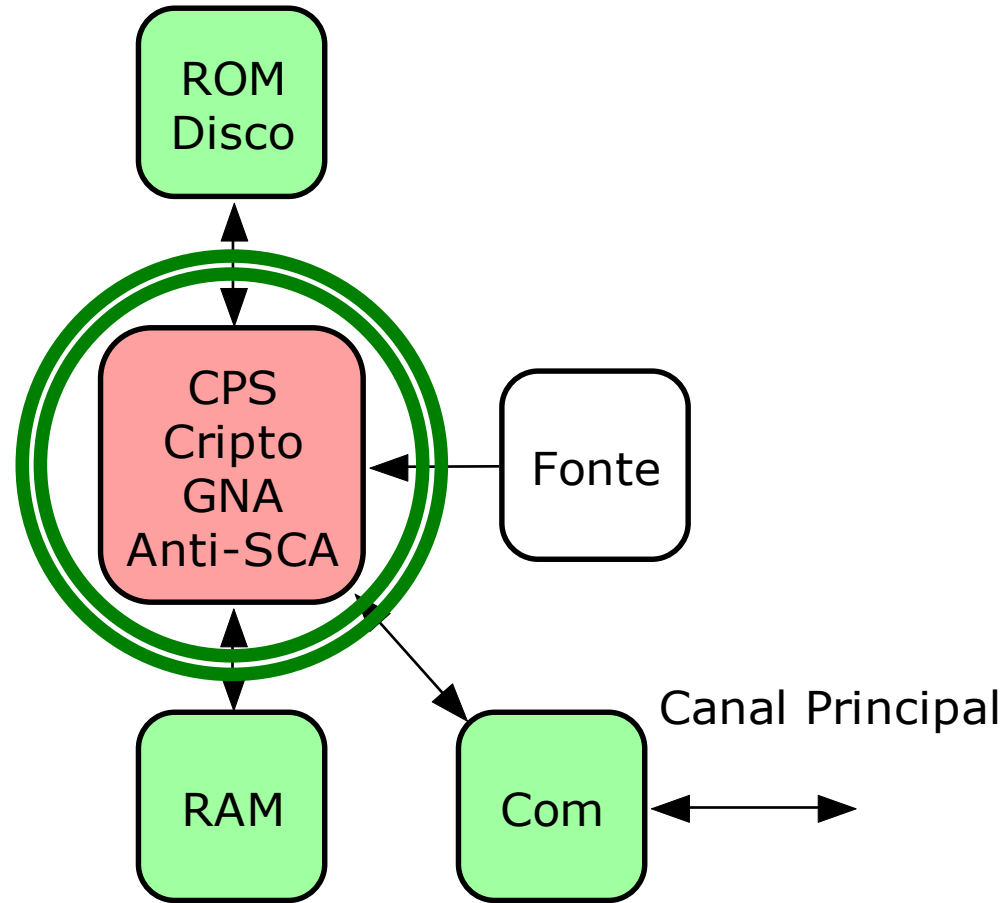 ROM
Disco
CPS
Cripto
GNA
Anti-SCA
Fonte
Canal Principal
RAM
Com